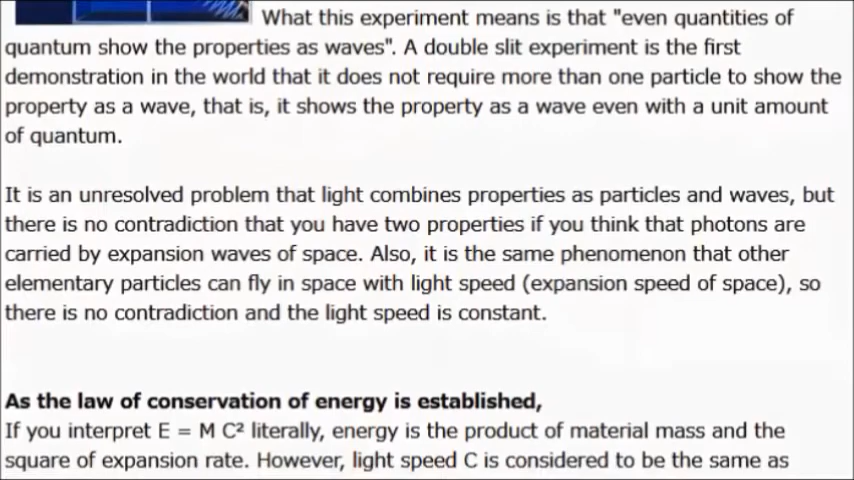 What this experiment means is that "even quantities of
quantum show the properties as waves". A double slit experiment is the first
demonstration in the world that it does not require more than one particle to show the
property as a wave, that is, it shows the property as a wave even with a unit amount
of quantum.
It is an unresolved problem that light combines properties as particles and waves, but
there is no contradiction that you have two properties if you think that photons are
carried by expansion waves of space. Also, it is the same phenomenon that other
elementary particles can fly in space with light speed (expansion speed of space), so
there is no contradiction and the light speed is constant.
As the law of conservation of energy is established,
If you interpret E = M C² literally, energy is the product of material mass and the
square of expansion rate. However, light speed C is considered to be the same as